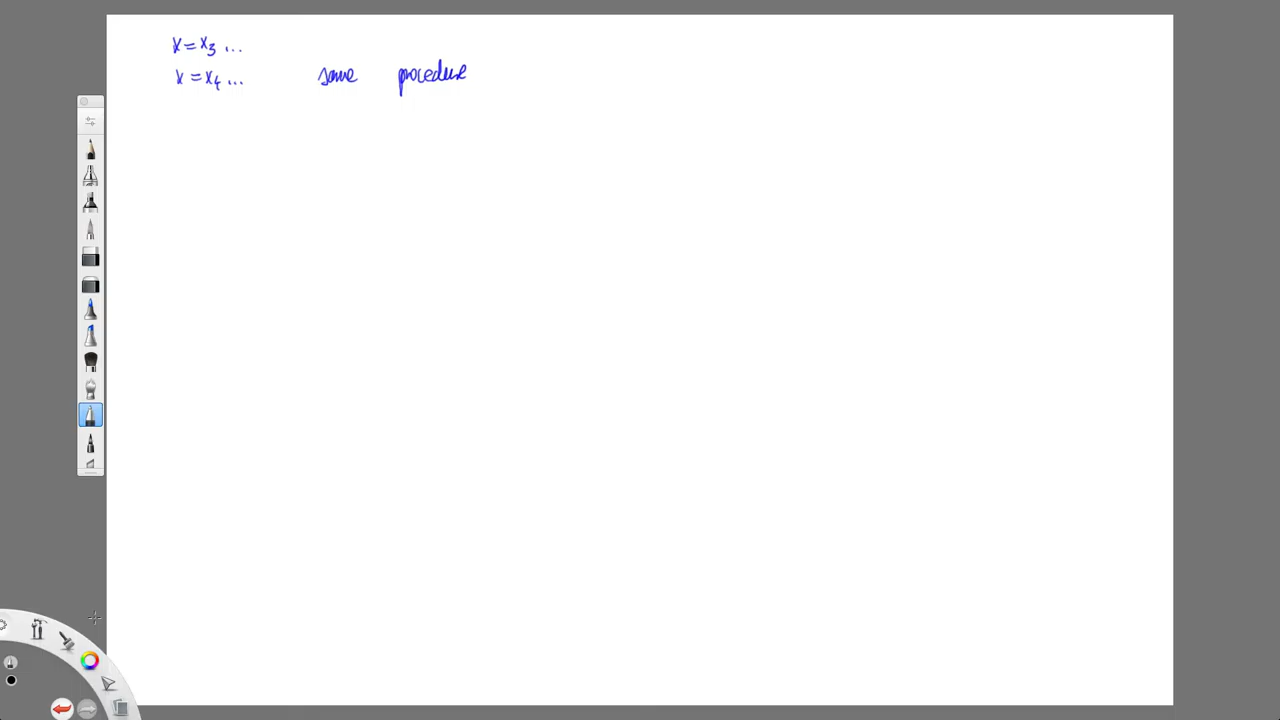 x = x₃ ...
x = x₄ ... same procedure